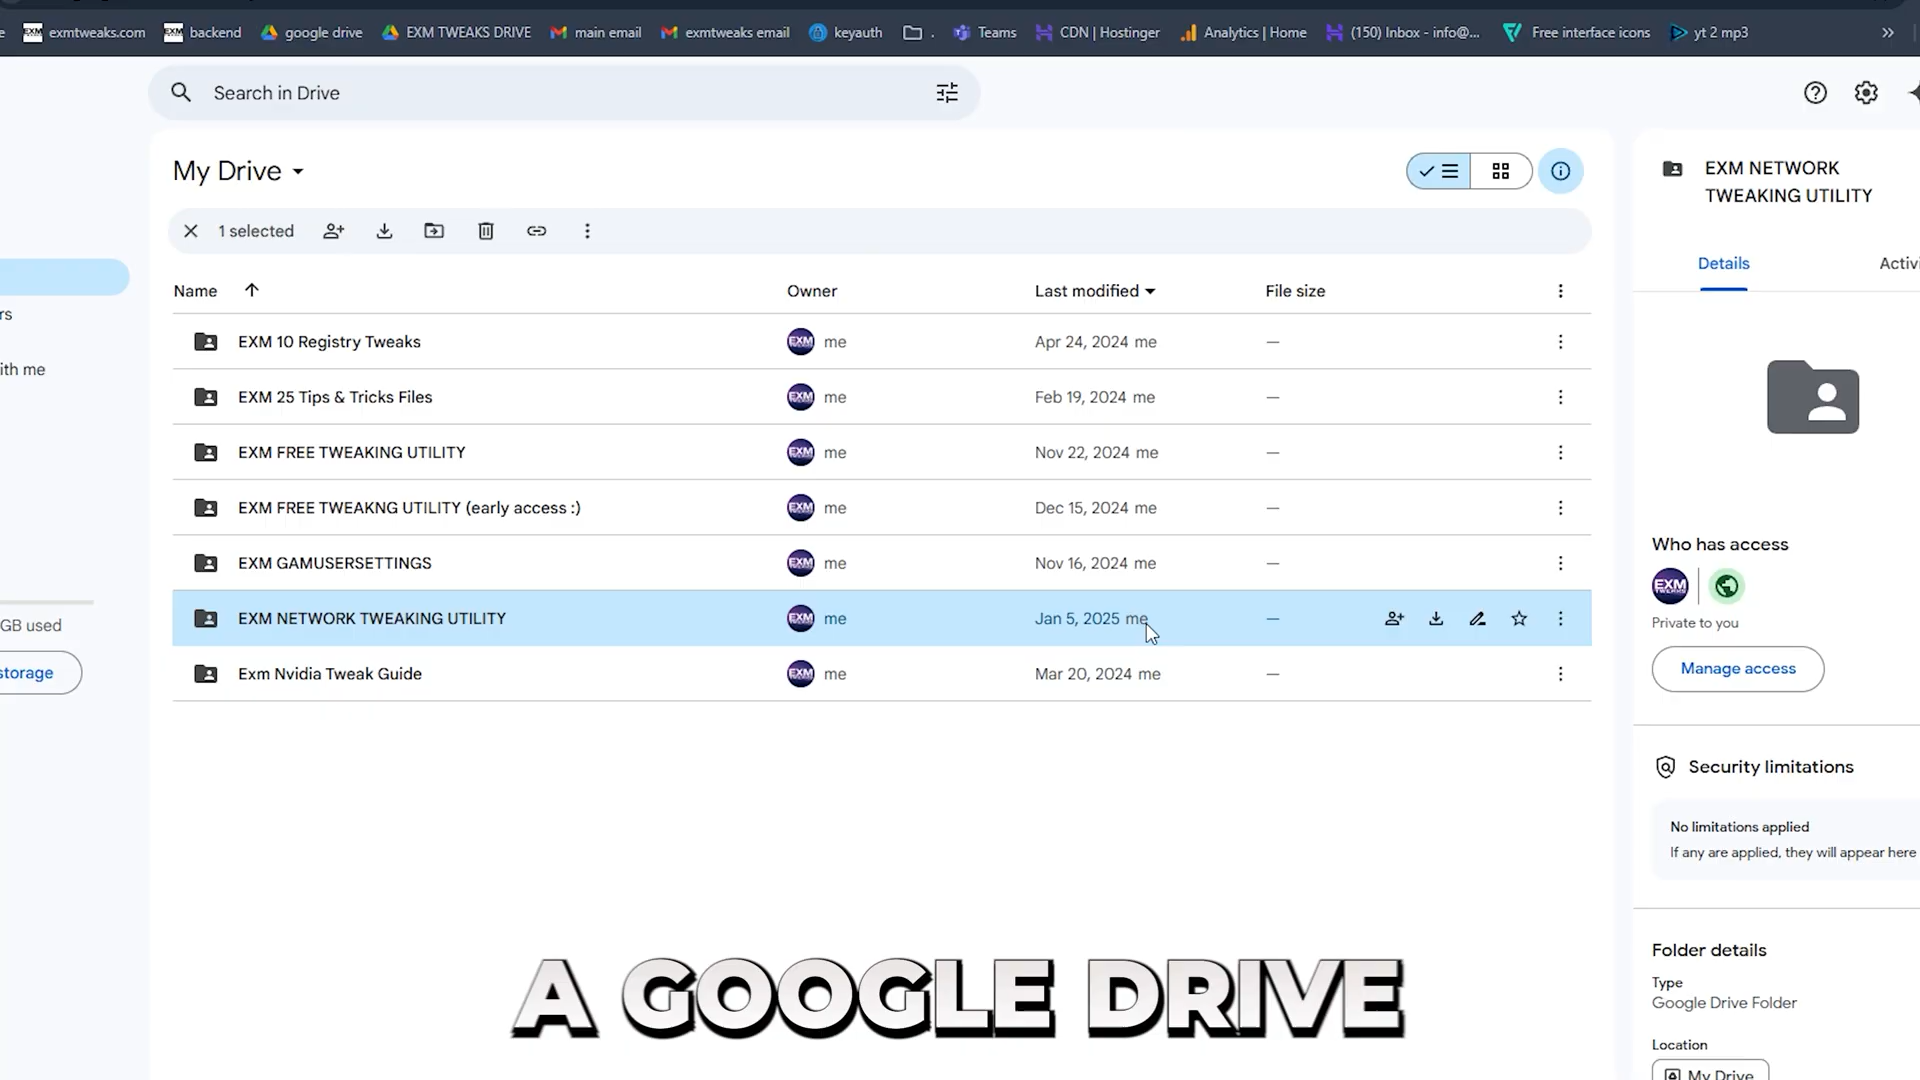 exmtweaks.com
backend
google drive
EXM TWEAKS DRIVE
main email
exmtweaks email
keyauth
.
Teams
CDN | Hostinger
Analytics | Home
(150) Inbox - info@...
Free interface icons
yt 2 mp3
Search in Drive
My Drive
1 selected
Name
Owner
Last modified
File size
EXM 10 Registry Tweaks
me
Apr 24, 2024 me
—
EXM 25 Tips & Tricks Files
me
Feb 19, 2024 me
—
EXM FREE TWEAKING UTILITY
me
Nov 22, 2024 me
—
EXM FREE TWEAKNG UTILITY (early access :)
me
Dec 15, 2024 me
—
EXM GAMUSERSETTINGS
me
Nov 16, 2024 me
—
EXM NETWORK TWEAKING UTILITY
me
Jan 5, 2025 me
—
Exm Nvidia Tweak Guide
me
Mar 20, 2024 me
—
rs
ith me
GB used
storage
EXM NETWORK
TWEAKING UTILITY
Details
Activi
Who has access
EXM
TWEAKS
Private to you
Manage access
Security limitations
No limitations applied
If any are applied, they will appear here
Folder details
Type
Google Drive Folder
Location
My Drive
A GOOGLE DRIVE